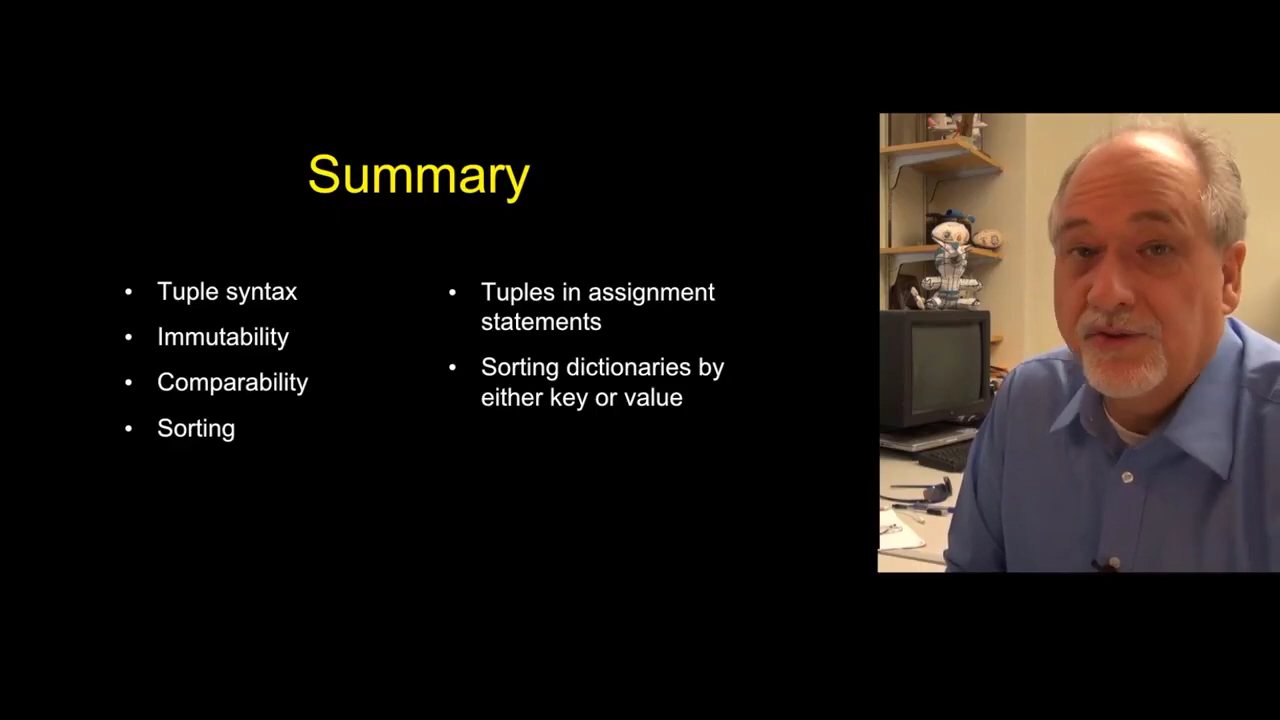 Summary
• Tuple syntax
• Immutability
• Comparability
• Sorting
• Tuples in assignment
statements
• Sorting dictionaries by
either key or value